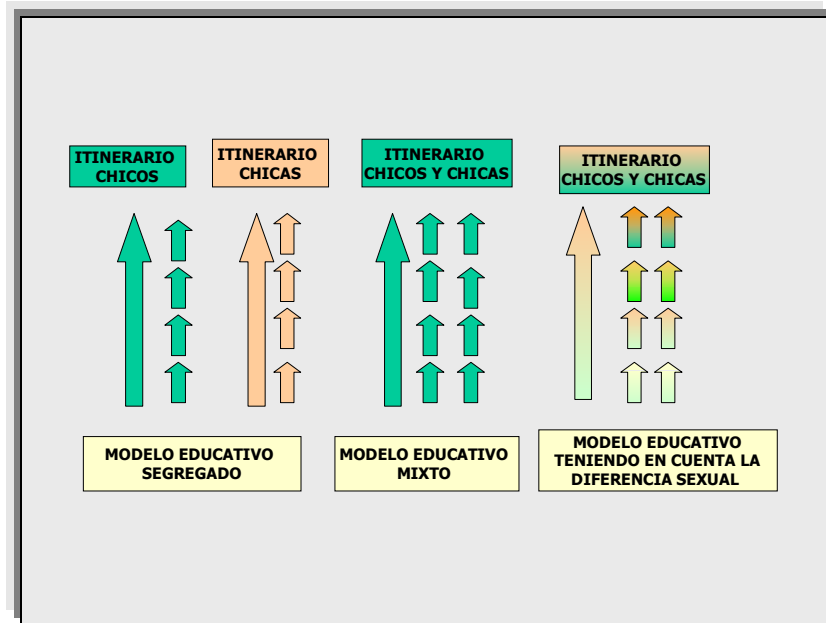 ITINERARIO
CHICOS
ITINERARIO
CHICAS
ITINERARIO
CHICOS Y CHICAS
ITINERARIO
CHICOS Y CHICAS
MODELO EDUCATIVO
SEGREGADO
MODELO EDUCATIVO
MIXTO
MODELO EDUCATIVO
TENIENDO EN CUENTA LA
DIFERENCIA SEXUAL